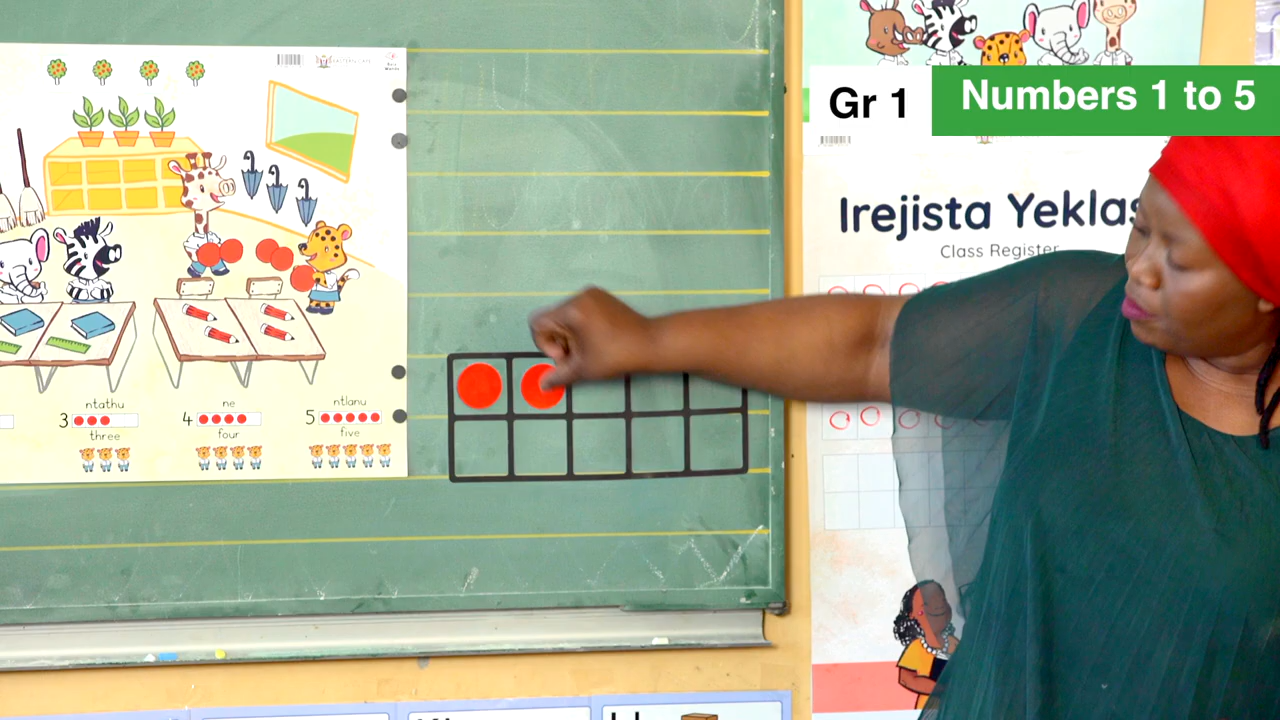 Gr 1
Numbers 1 to 5
Irejista Yeklas
Class Register
ntathu
3
three
ne
4
four
ntlanu
5
five